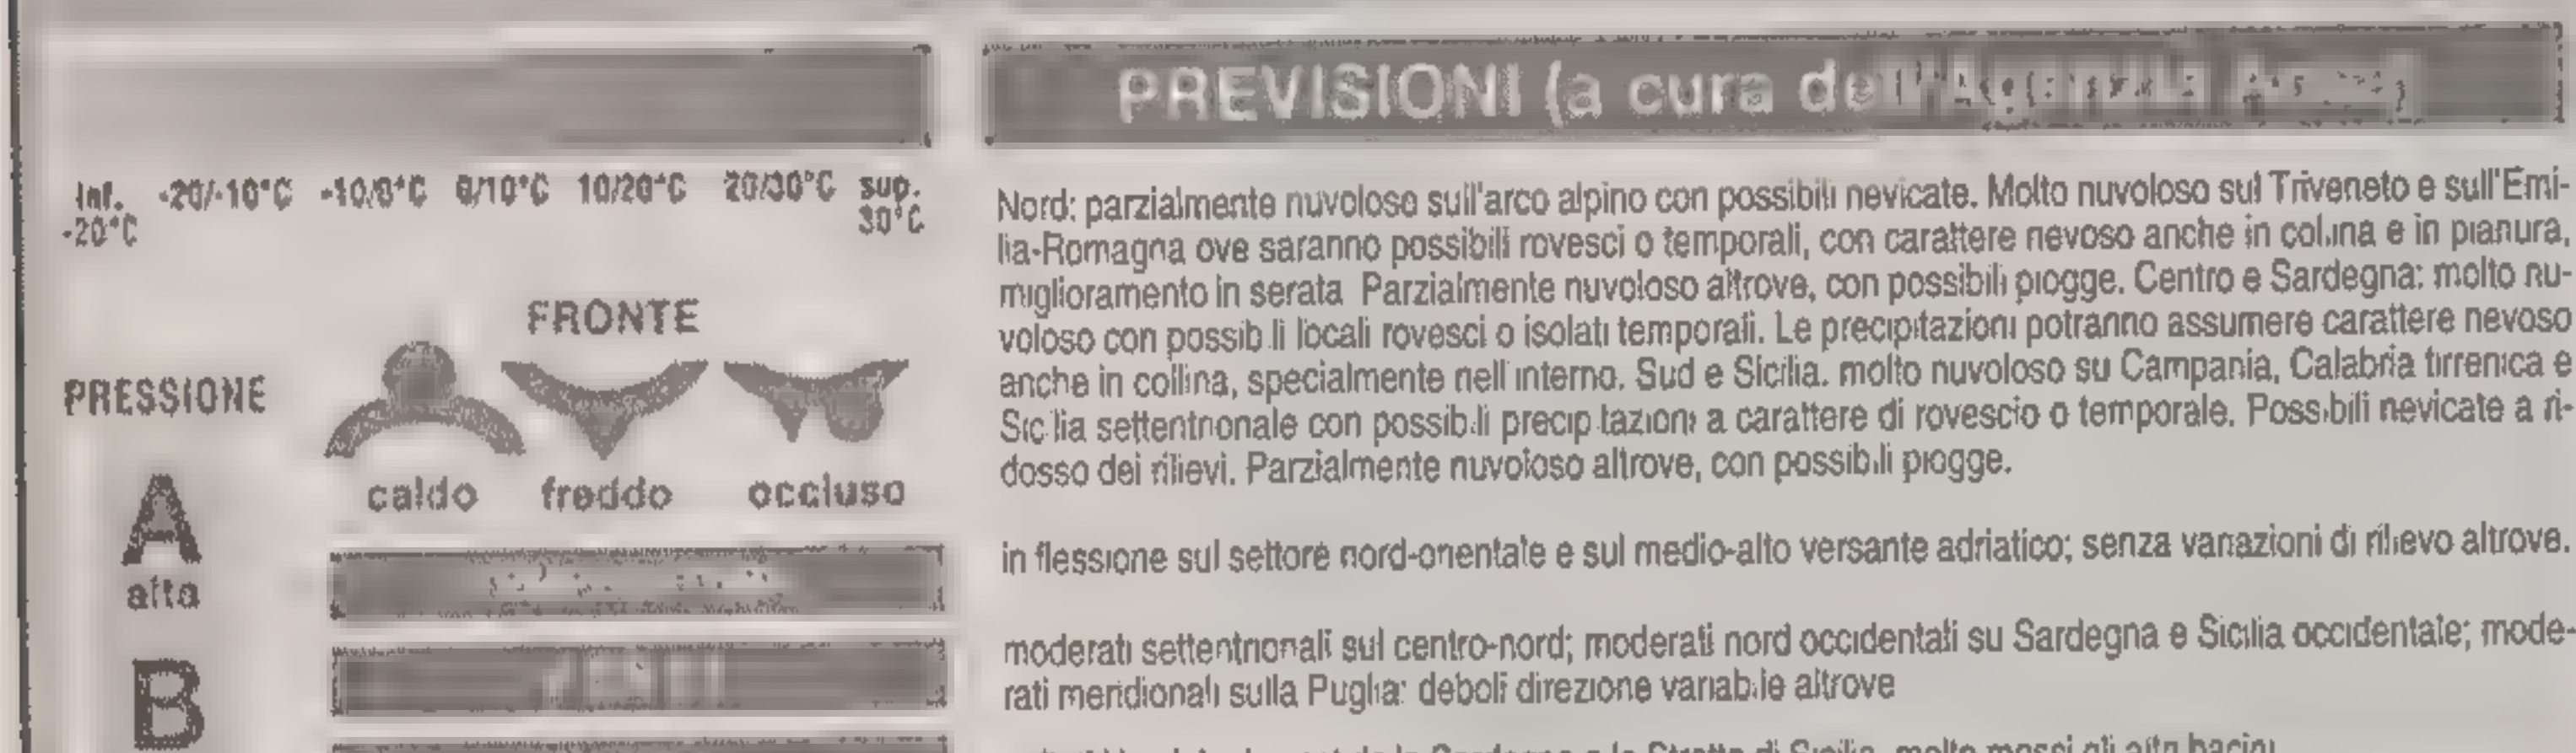 PREVISIONI (a cura
Inf. -20/-10°C -10/0°C 0/10°C 10/20°C 20/30°C sup.
-20°C 30°C
FRONTE
PRESSIONE
caldo freddo occluso
A
alta
B
Nord: parzialmente nuvoloso sull'arco alpino con possibili nevicate. Molto nuvoloso sul Triveneto e sull'Emi-
lia-Romagna ove saranno possibili rovesci o temporali, con carattere nevoso anche in collina e in pianura,
miglioramento in serata Parzialmente nuvoloso altrove, con possibili piogge. Centro e Sardegna: molto nu-
voloso con possibili locali rovesci o isolati temporali. Le precipitazioni potranno assumere carattere nevoso
anche in collina, specialmente nell'interno. Sud e Sicilia. molto nuvoloso su Campania, Calabria tirrenica e
Sicilia settentrionale con possibili precipitazioni a carattere di rovescio o temporale. Possibili nevicate a ri-
dosso dei rilievi. Parzialmente nuvoloso altrove, con possibili piogge.
in flessione sul settore nord-orientale e sul medio-alto versante adriatico; senza variazioni di rilievo altrove.
moderati settentrionali sul centro-nord; moderati nord occidentali su Sardegna e Sicilia occidentale; mode-
rati meridionali sulla Puglia: deboli direzione variabile altrove